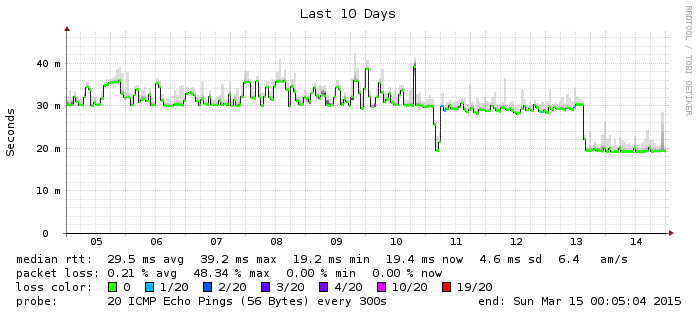 Last 10 Days
RRDTOOL / TOBI OETIKER
Seconds
40 m
30 m
20 m
10 m
0
05 06 07 08 09 10 11 12 13 14
median rtt: 29.5 ms avg 39.2 ms max 19.2 ms min 19.4 ms now 4.6 ms sd 6.4 am/s
packet loss: 0.21 % avg 48.34 % max 0.00 % min 0.00 % now
loss color: 0 1/20 2/20 3/20 4/20 10/20 19/20
probe: 20 ICMP Echo Pings (56 Bytes) every 300s end: Sun Mar 15 00:05:04 2015